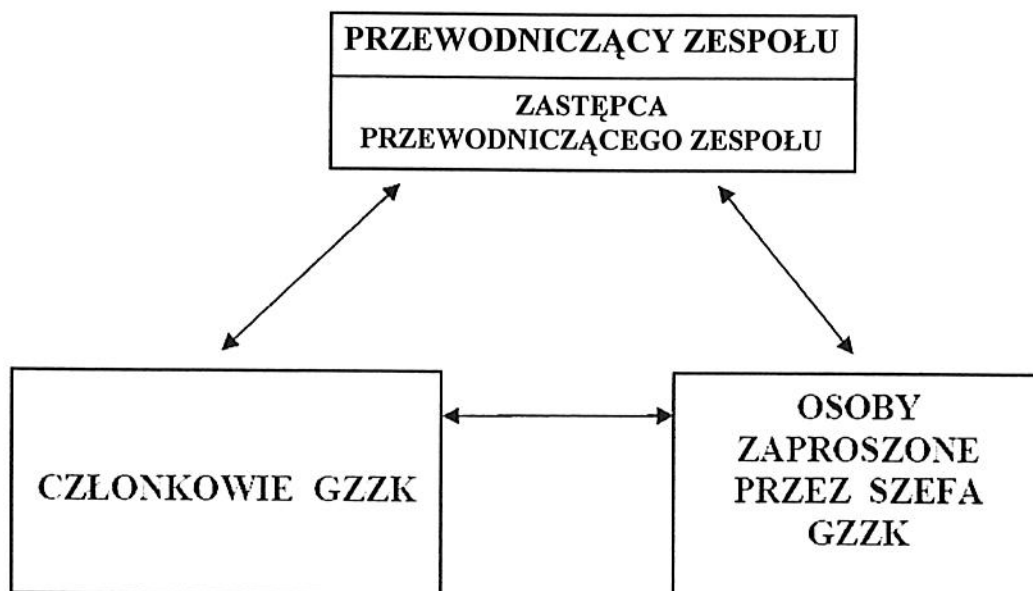 PRZEWODNICZĄCY ZESPOŁU
ZASTĘPCA
PRZEWODNICZĄCEGO ZESPOŁU
CZŁONKOWIE GZZK
OSOBY
ZAPROSZONE
PRZEZ SZEFA
GZZK